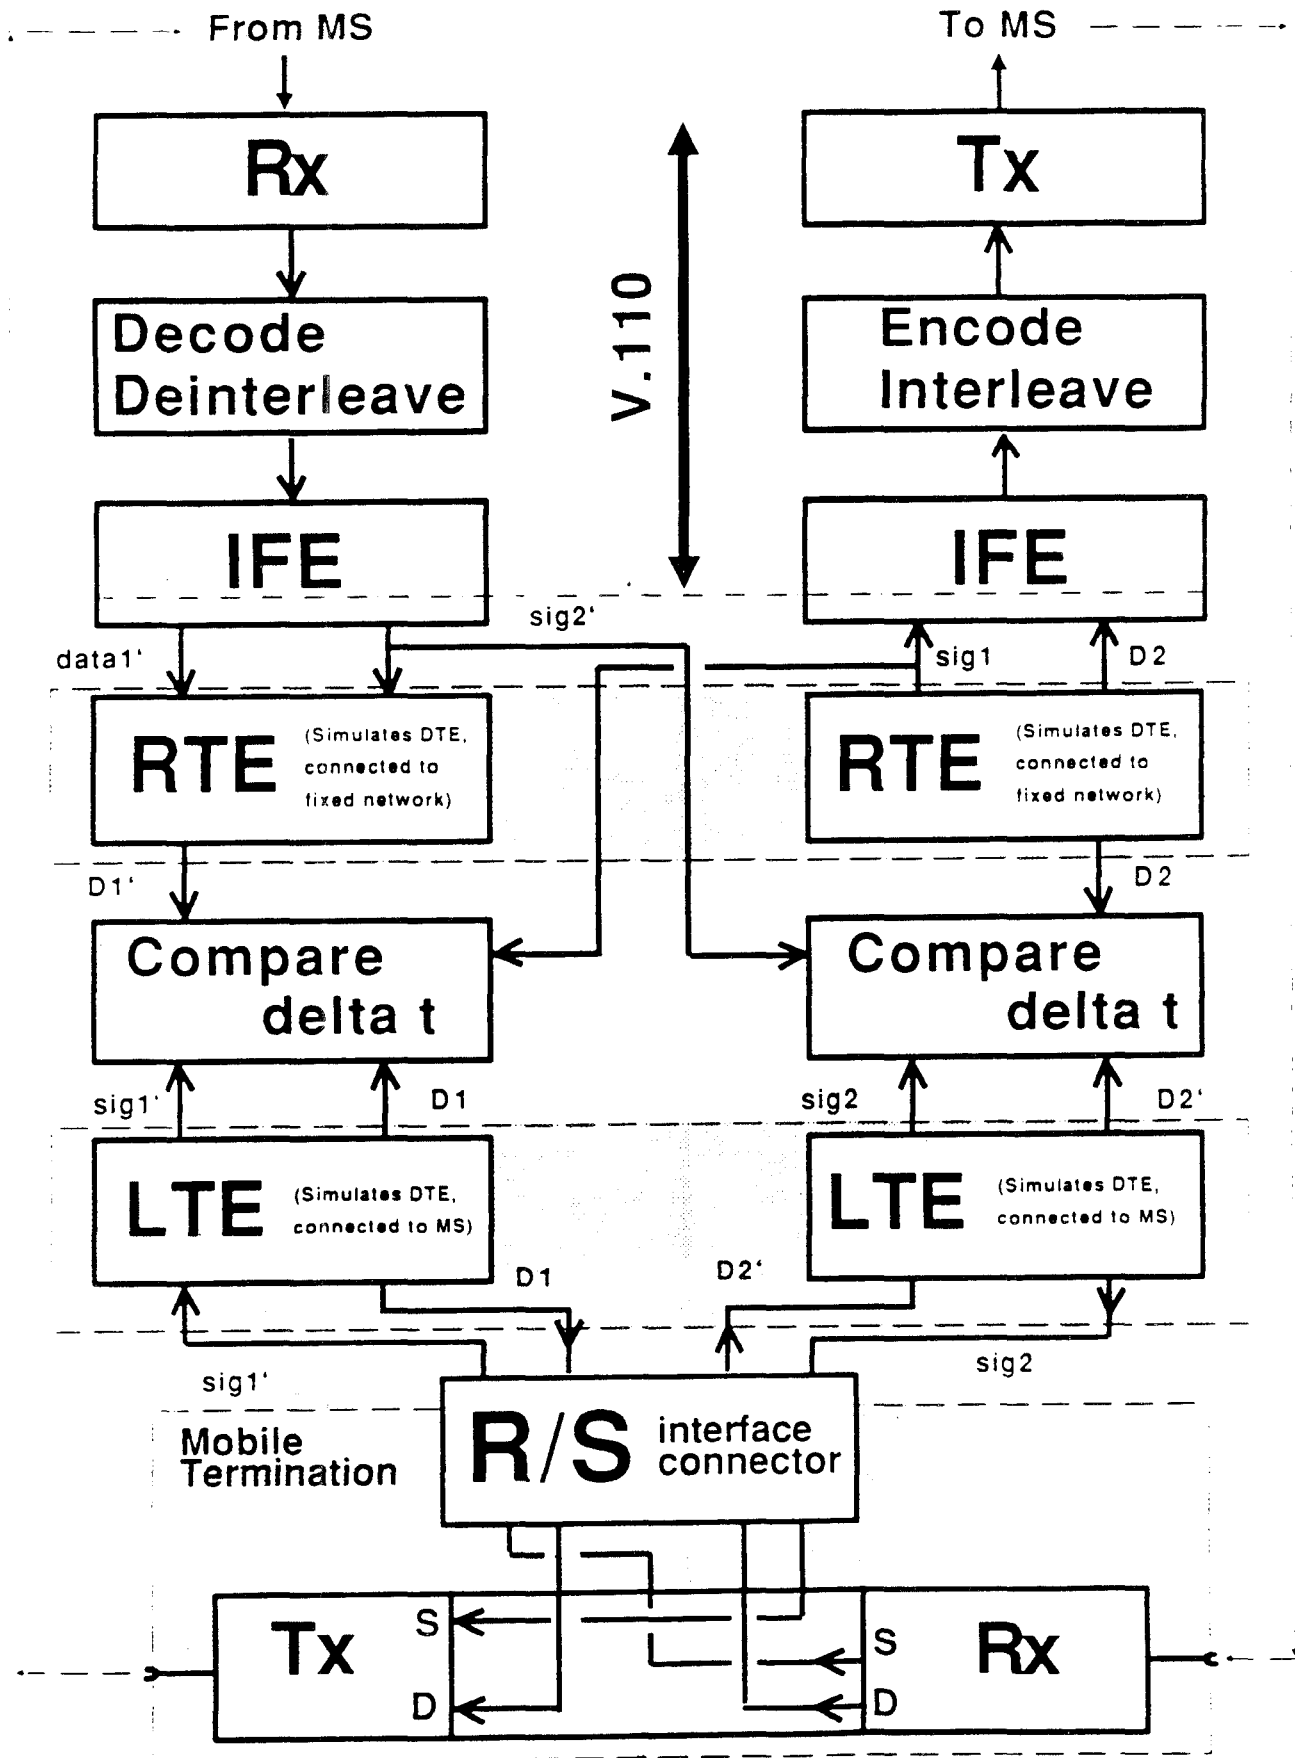 From MS
To MS
Rx
Tx
V.110
Decode
Deinterleave
Encode
Interleave
IFE
IFE
sig2'
data1'
sig1
D2
RTE
(Simulates DTE,
connected to
fixed network)
RTE
(Simulates DTE,
connected to
fixed network)
D1'
D2
Compare
delta t
Compare
delta t
sig1'
D1
sig2
D2'
LTE
(Simulates DTE,
connected to MS)
LTE
(Simulates DTE,
connected to MS)
D1
D2'
sig1'
sig2
Mobile
Termination
R/S
interface
connector
Tx
S
D
S
D
Rx